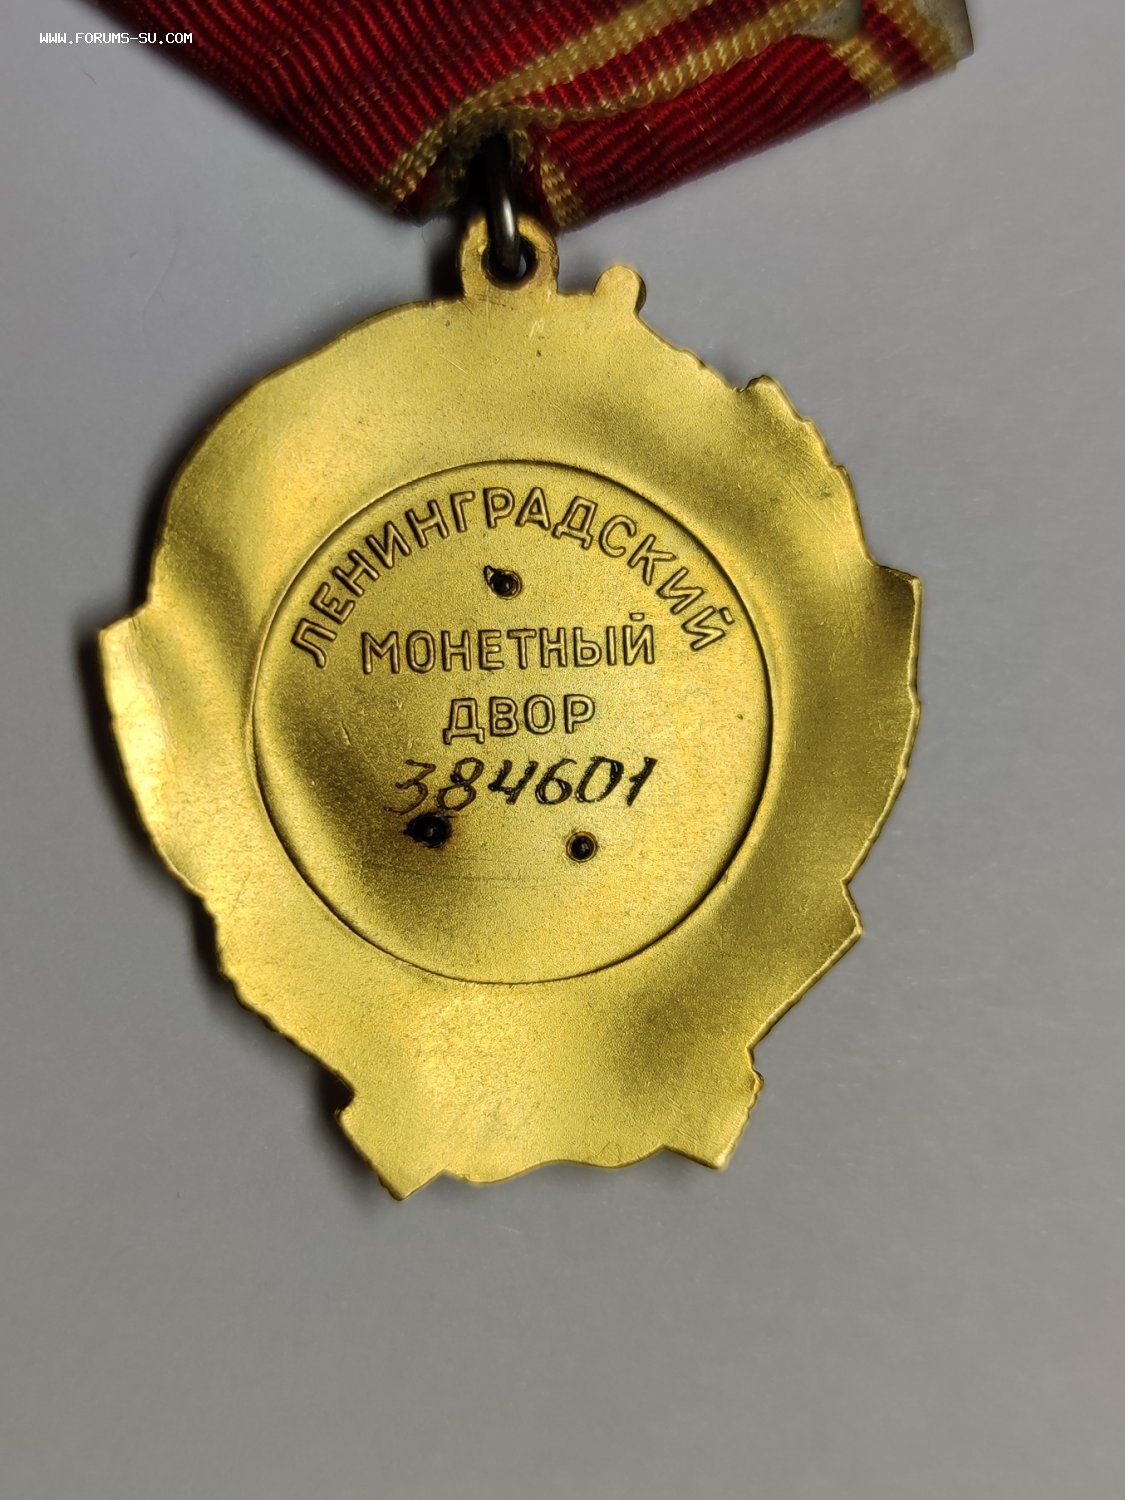 WWW.FORUMS-SU.COM
ЛЕНИНГРАДСКИЙ
МОНЕТНЫЙ
ДВОР
384601